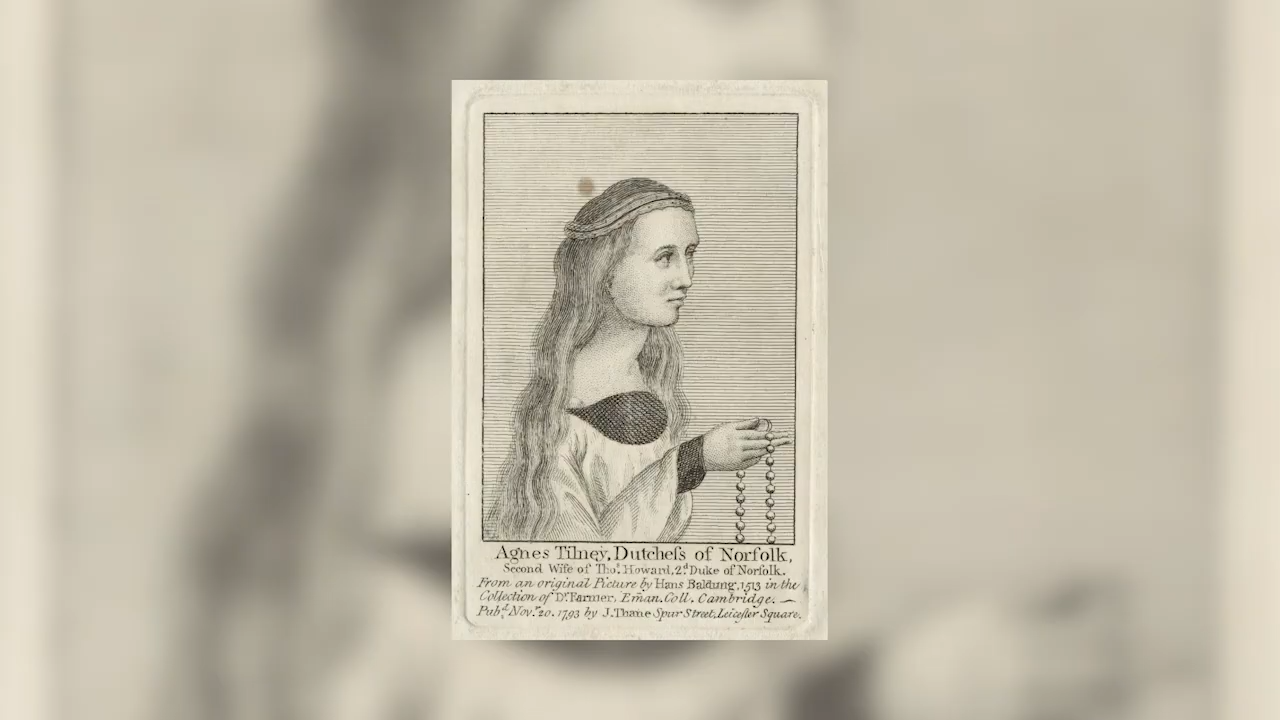 Agnes Tilney, Dutcheſs of Norfolk,
Second Wife of Thoˢ. Howard, 2ᵈ Duke of Norfolk.
From an original Picture by Hans Baldung, 1513 in the
Collection of Dʳ. Farmer, Eman. Coll. Cambridge. —
Pubᵈ. Novʳ. 20. 1793 by J. Thane Spur Street, Leiceſter Square.